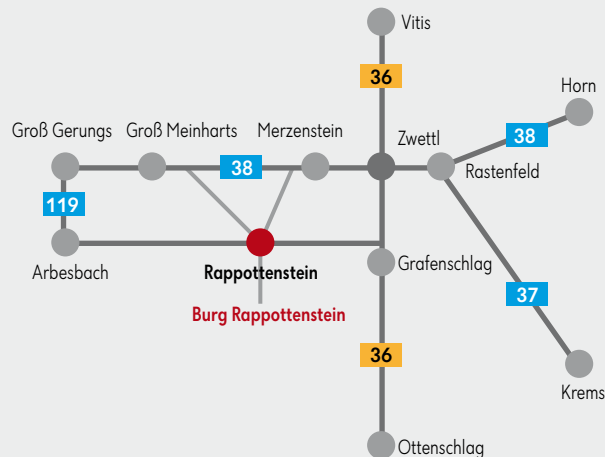 Vitis
36
Horn
Groß Gerungs
Groß Meinharts
Merzenstein
Zwettl
38
38
Rastenfeld
119
Arbesbach
Rappottenstein
Grafenschlag
Burg Rappottenstein
37
36
Krems
Ottenschlag